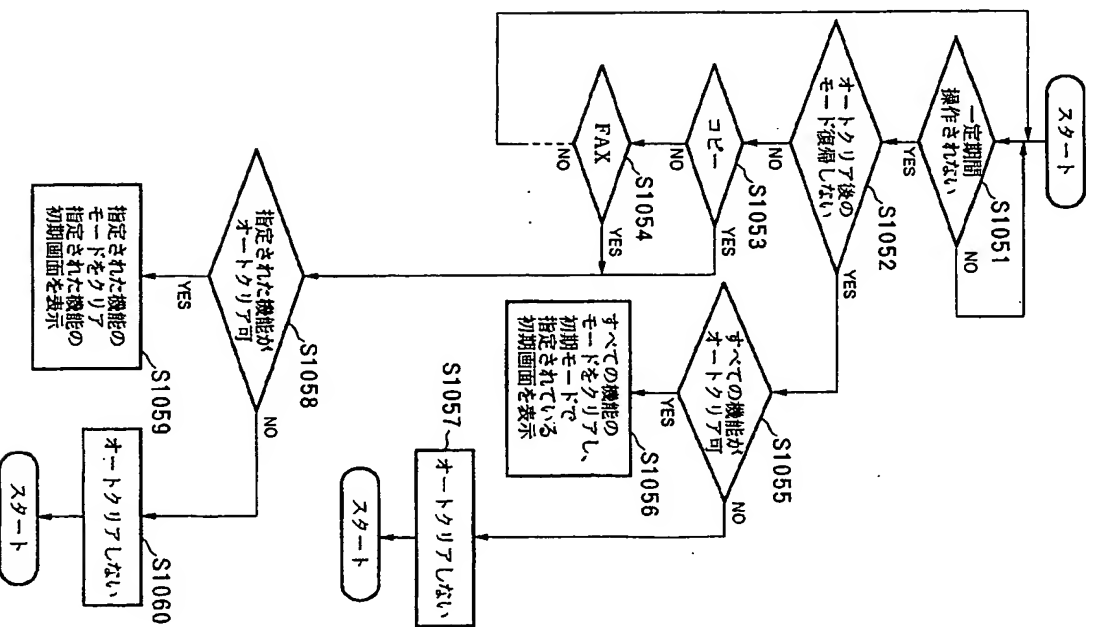 スタート
一定期間
操作されない
S1051
NO
YES
オートクリア後の
モード復帰しない
S1052
YES
NO
コピー
S1053
YES
NO
FAX
S1054
YES
NO
すべての機能が
オートクリア可
S1055
NO
YES
すべての機能の
モードをクリアし、
初期モードで
指定されている
初期画面を表示
S1056
S1057
オートクリアしない
スタート
指定された機能が
オートクリア可
S1058
NO
YES
指定された機能の
モードをクリア
指定された機能の
初期画面を表示
S1059
オートクリアしない
S1060
スタート